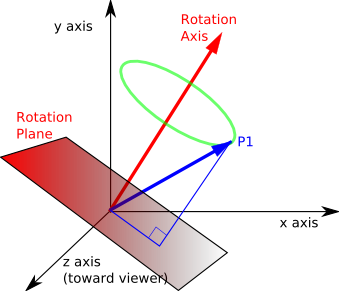 Rotation
Axis
y axis
Rotation
Plane
P1
x axis
z axis
(toward viewer)